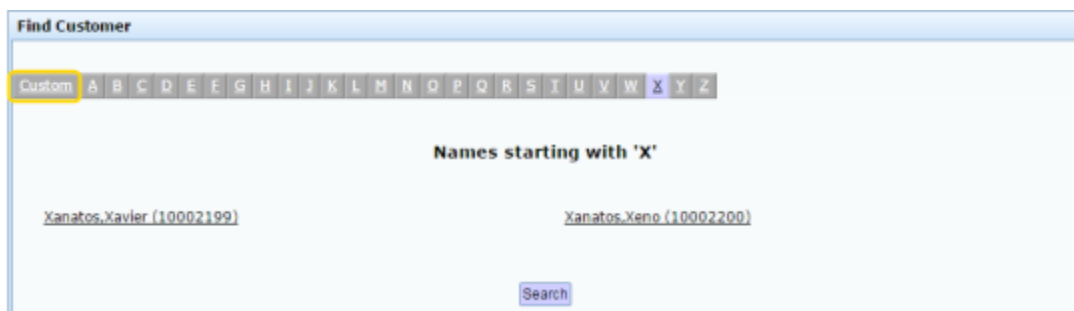 Find Customer
Custom A B C D E F G H I J K L M N O P Q R S T U V W X Y Z
Names starting with 'X'
Xanatos,Xavier (10002199) Xanatos,Xeno (10002200)
Search